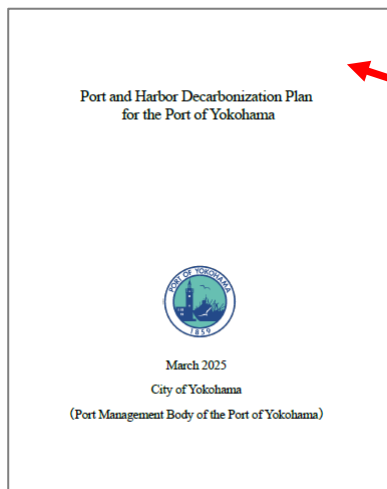 Port and Harbor Decarbonization Plan
for the Port of Yokohama
PORT OF YOKOHAMA
1859
March 2025
City of Yokohama
(Port Management Body of the Port of Yokohama)